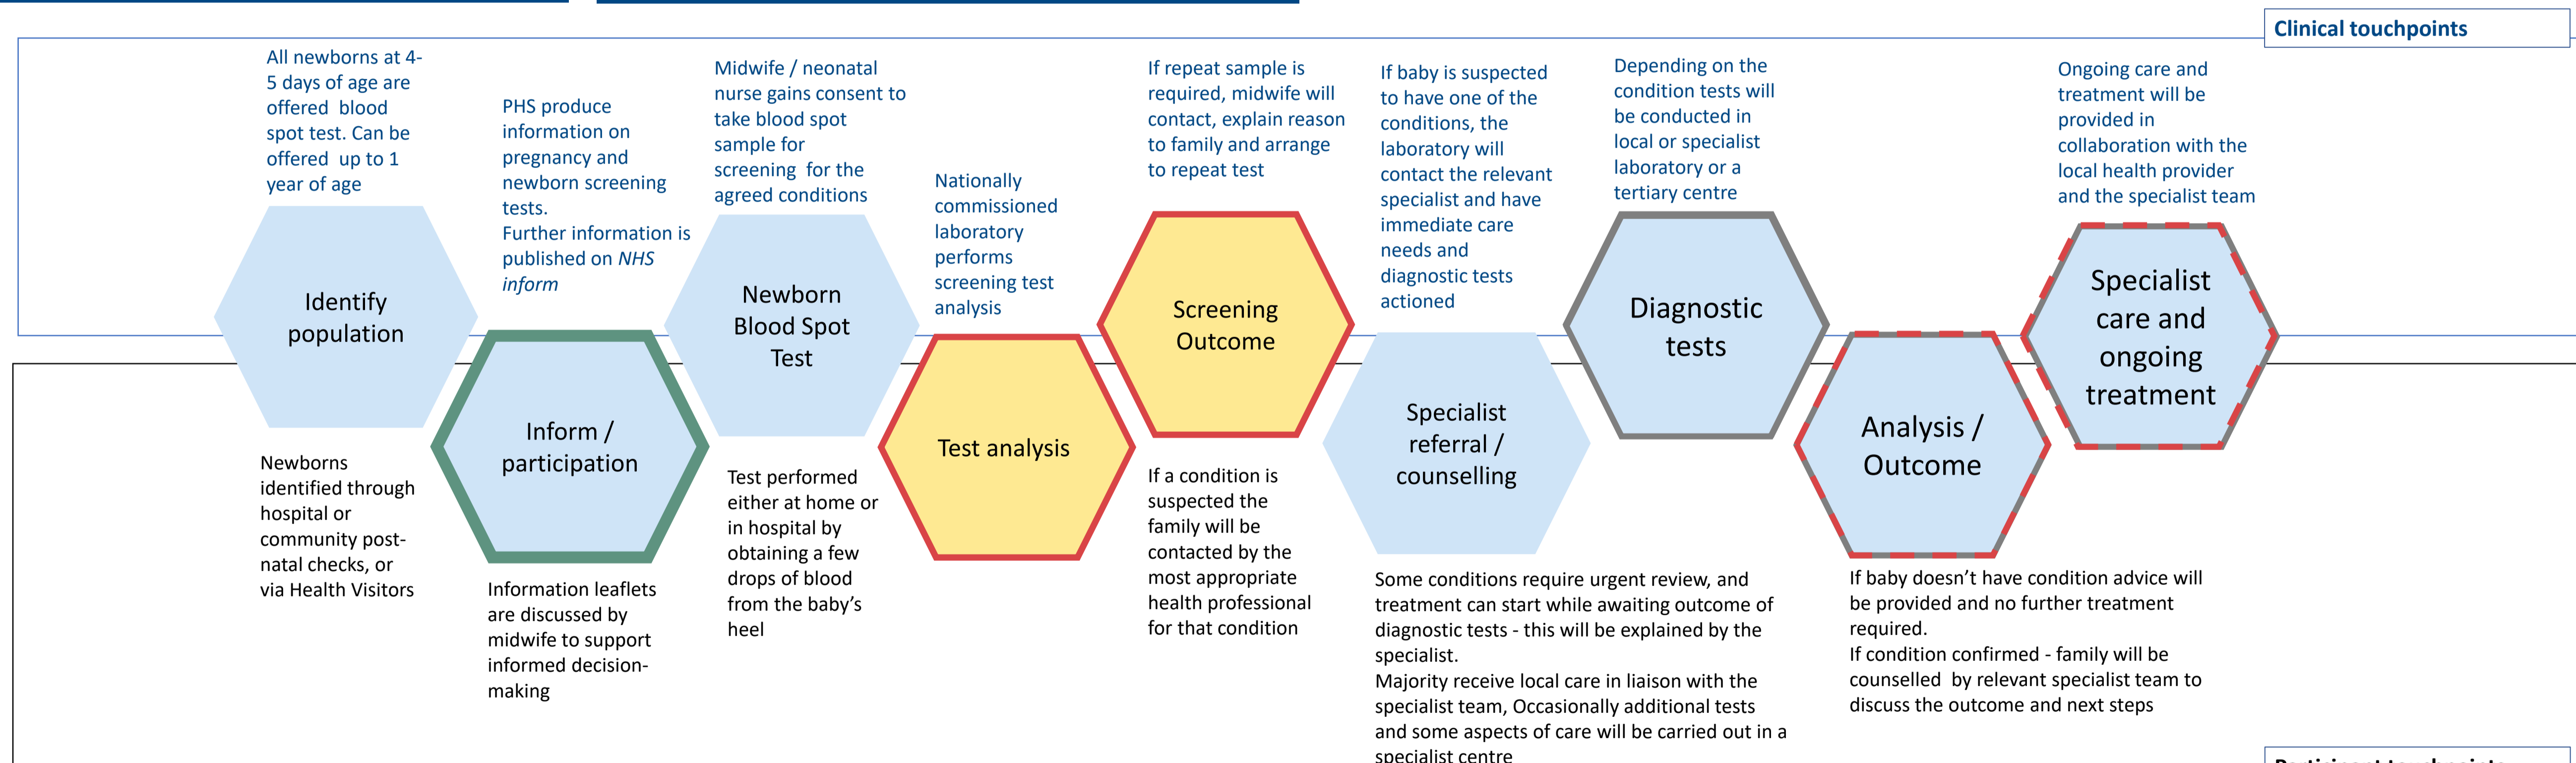 Clinical touchpoints
All newborns at 4-
5 days of age are
offered blood
spot test. Can be
offered up to 1
year of age
PHS produce
information on
pregnancy and
newborn screening
tests.
Further information is
published on NHS
inform
Midwife / neonatal
nurse gains consent to
take blood spot
sample for
screening for the
agreed conditions
Nationally
commissioned
laboratory
performs
screening test
analysis
If repeat sample is
required, midwife will
contact, explain reason
to family and arrange
to repeat test
If baby is suspected
to have one of the
conditions, the
laboratory will
contact the relevant
specialist and have
immediate care
needs and
diagnostic tests
actioned
Depending on the
condition tests will
be conducted in
local or specialist
laboratory or a
tertiary centre
Ongoing care and
treatment will be
provided in
collaboration with the
local health provider
and the specialist team
Identify
population
Inform /
participation
Newborn
Blood Spot
Test
Test analysis
Screening
Outcome
Specialist
referral /
counselling
Diagnostic
tests
Analysis /
Outcome
Specialist
care and
ongoing
treatment
Newborns
identified through
hospital or
community post-
natal checks, or
via Health Visitors
Information leaflets
are discussed by
midwife to support
informed decision-
making
Test performed
either at home or
in hospital by
obtaining a few
drops of blood
from the baby's
heel
If a condition is
suspected the
family will be
contacted by the
most appropriate
health professional
for that condition
Some conditions require urgent review, and
treatment can start while awaiting outcome of
diagnostic tests - this will be explained by the
specialist.
Majority receive local care in liaison with the
specialist team, Occasionally additional tests
and some aspects of care will be carried out in a
specialist centre
If baby doesn't have condition advice will
be provided and no further treatment
required.
If condition confirmed - family will be
counselled by relevant specialist team to
discuss the outcome and next steps